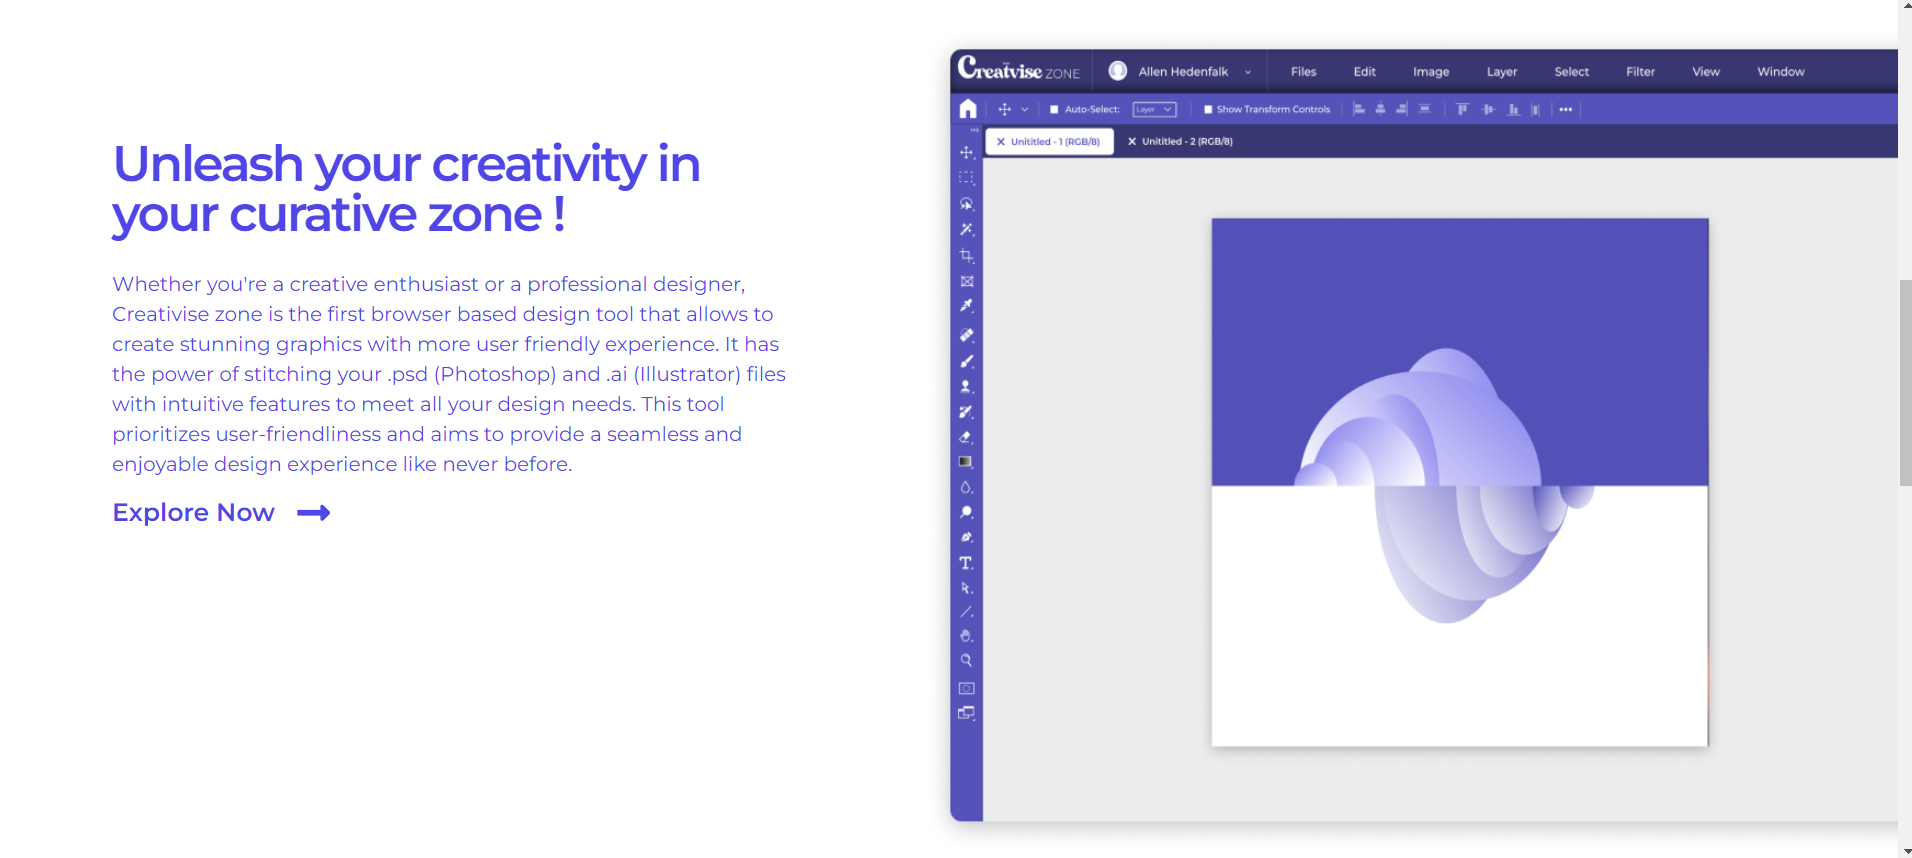 Unleash your creativity in
your curative zone !
Whether you're a creative enthusiast or a professional designer,
Creativise zone is the first browser based design tool that allows to
create stunning graphics with more user friendly experience. It has
the power of stitching your .psd (Photoshop) and .ai (Illustrator) files
with intuitive features to meet all your design needs. This tool
prioritizes user-friendliness and aims to provide a seamless and
enjoyable design experience like never before.
Explore Now
Creatvise ZONE Allen Hedenfalk Files Edit Image Layer Select Filter View Window
Auto-Select: Layer Show Transform Controls
Unititled - 1 (RGB/8) Unititled - 2 (RGB/8)
T